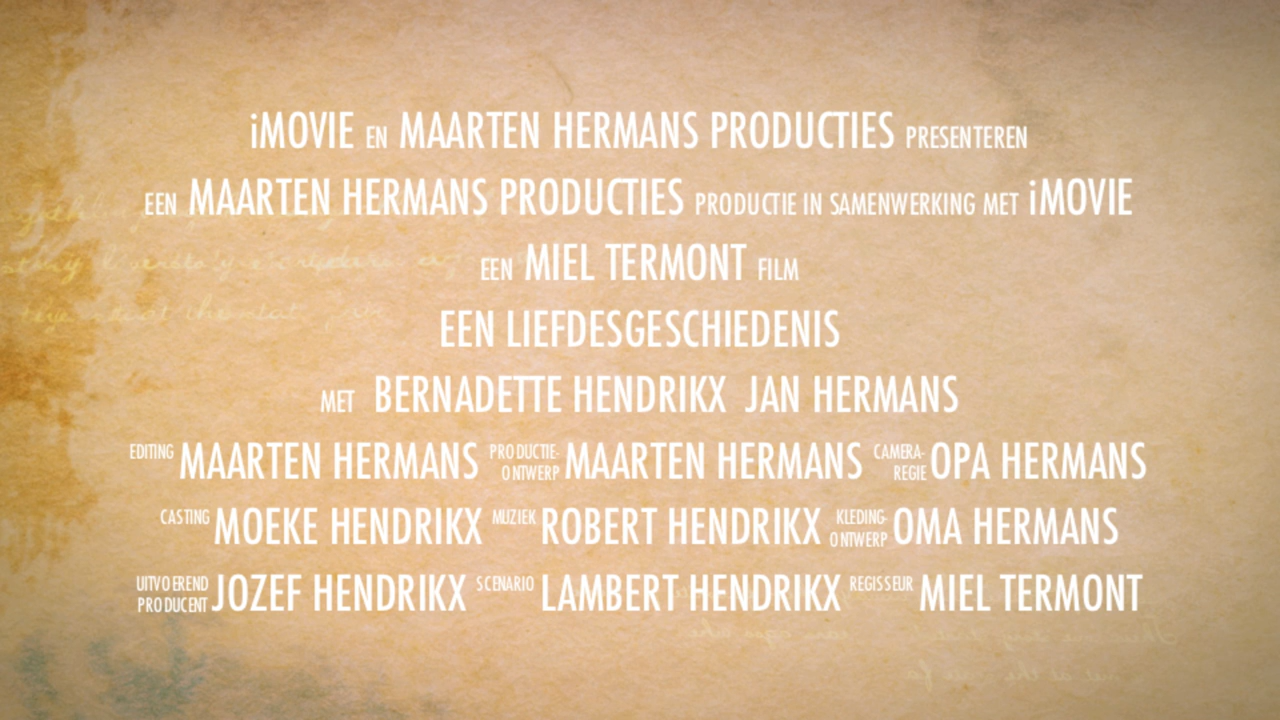 iMOVIE EN MAARTEN HERMANS PRODUCTIES PRESENTEREN
EEN MAARTEN HERMANS PRODUCTIES PRODUCTIE IN SAMENWERKING MET iMOVIE
EEN MIEL TERMONT FILM
EEN LIEFDESGESCHIEDENIS
MET BERNADETTE HENDRIKX JAN HERMANS
EDITING MAARTEN HERMANS PRODUCTIE-ONTWERP MAARTEN HERMANS CAMERA-REGIE OPA HERMANS
CASTING MOEKE HENDRIKX MUZIEK ROBERT HENDRIKX KLEDING-ONTWERP OMA HERMANS
UITVOEREND PRODUCENT JOZEF HENDRIKX SCENARIO LAMBERT HENDRIKX REGISSEUR MIEL TERMONT